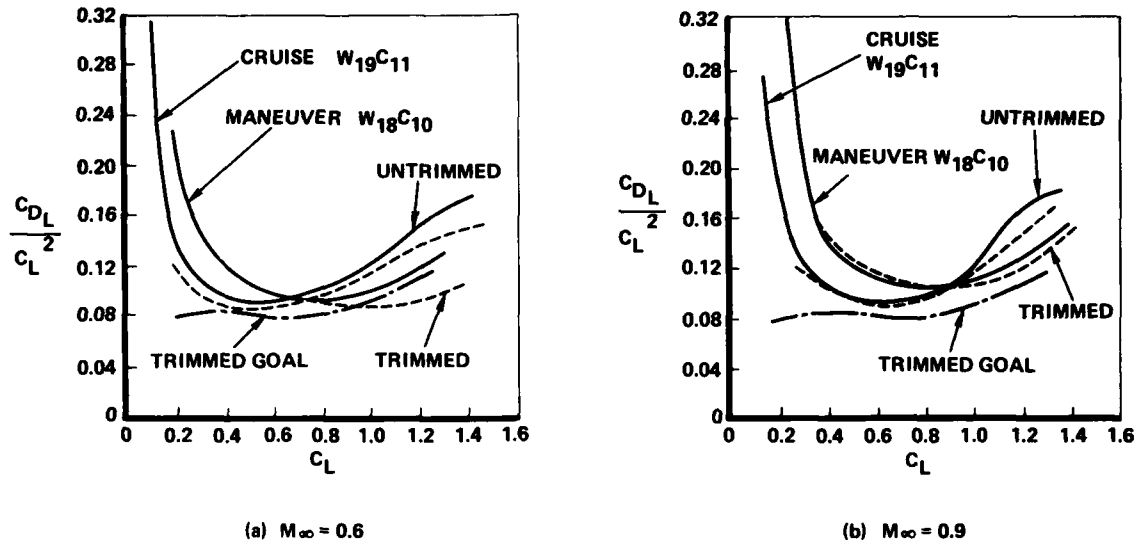 0.32
0.28
0.24
0.20
0.16
0.12
0.08
0.04
0
CRUISE W19C11
MANEUVER W18C10
UNTRIMMED
TRIMMED GOAL
TRIMMED
CDL
CL2
0 0.2 0.4 0.6 0.8 1.0 1.2 1.4 1.6
CL
(a) M∞ = 0.6
0.32
0.28
0.24
0.20
0.16
0.12
0.08
0.04
0
CRUISE
W19C11
UNTRIMMED
MANEUVER W18C10
TRIMMED
TRIMMED GOAL
CDL
CL2
0 0.2 0.4 0.6 0.8 1.0 1.2 1.4 1.6
CL
(b) M∞ = 0.9